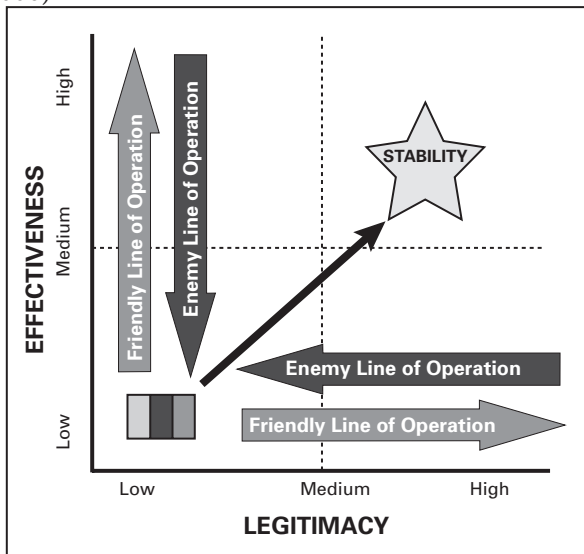 High
Medium
Low
EFFECTIVENESS
Friendly Line of Operation
Enemy Line of Operation
STABILITY
Enemy Line of Operation
Friendly Line of Operation
Low
Medium
High
LEGITIMACY